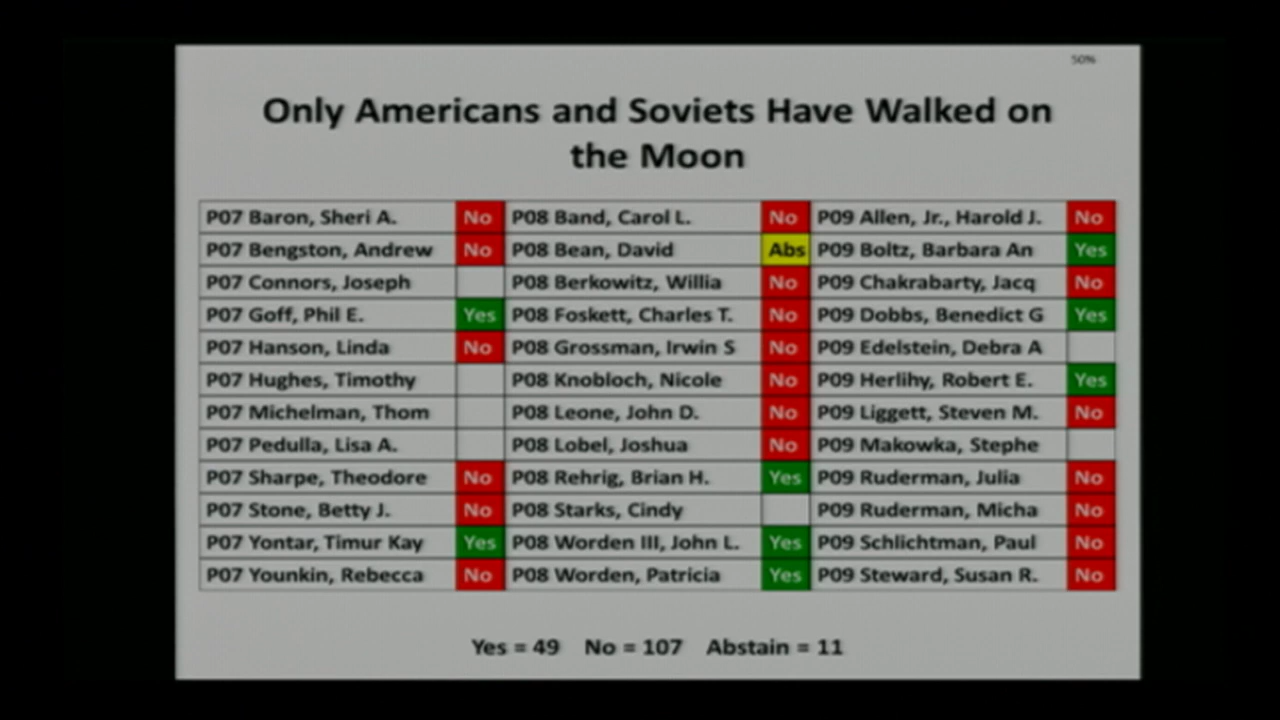 50%
Only Americans and Soviets Have Walked on
the Moon
P07 Baron, Sheri A. No P08 Band, Carol L. No P09 Allen, Jr., Harold J. No
P07 Bengston, Andrew No P08 Bean, David Abs P09 Boltz, Barbara An Yes
P07 Connors, Joseph P08 Berkowitz, Willia No P09 Chakrabarty, Jacq No
P07 Goff, Phil E. Yes P08 Foskett, Charles T. No P09 Dobbs, Benedict G Yes
P07 Hanson, Linda No P08 Grossman, Irwin S No P09 Edelstein, Debra A
P07 Hughes, Timothy P08 Knobloch, Nicole No P09 Herlihy, Robert E. Yes
P07 Michelman, Thom P08 Leone, John D. No P09 Liggett, Steven M. No
P07 Pedulla, Lisa A. P08 Lobel, Joshua No P09 Makowka, Stephe
P07 Sharpe, Theodore No P08 Rehrig, Brian H. Yes P09 Ruderman, Julia No
P07 Stone, Betty J. No P08 Starks, Cindy P09 Ruderman, Micha No
P07 Yontar, Timur Kay Yes P08 Worden III, John L. Yes P09 Schlichtman, Paul No
P07 Younkin, Rebecca No P08 Worden, Patricia Yes P09 Steward, Susan R. No
Yes = 49 No = 107 Abstain = 11